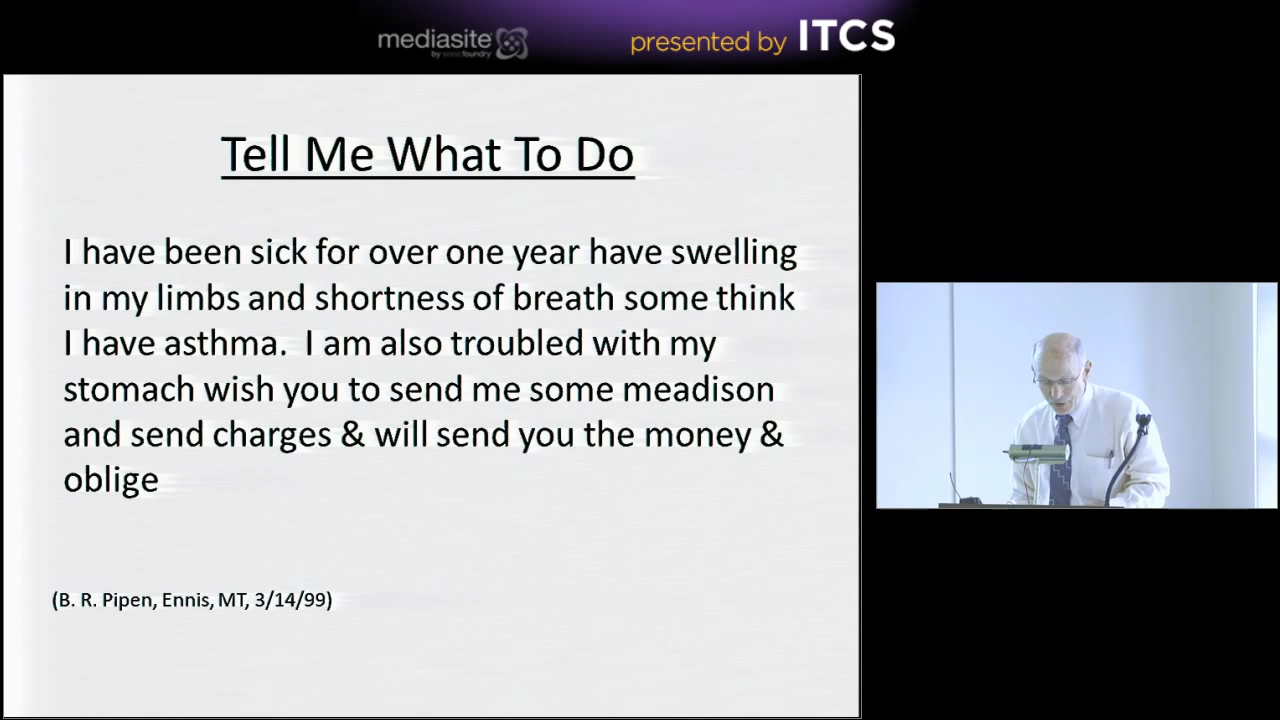 mediasite
by sonicfoundry
presented by ITCS
Tell Me What To Do
I have been sick for over one year have swelling
in my limbs and shortness of breath some think
I have asthma. I am also troubled with my
stomach wish you to send me some meadison
and send charges & will send you the money &
oblige
(B. R. Pipen, Ennis, MT, 3/14/99)